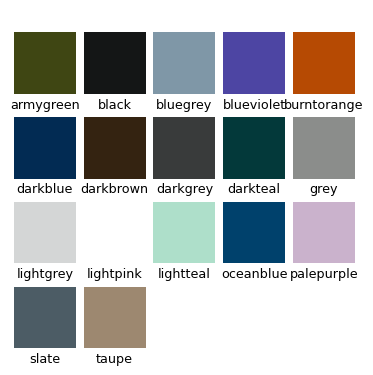 armygreen black bluegrey blueviolet burntorange
darkblue darkbrown darkgrey darkteal grey
lightgrey lightpink lightteal oceanblue palepurple
slate taupe